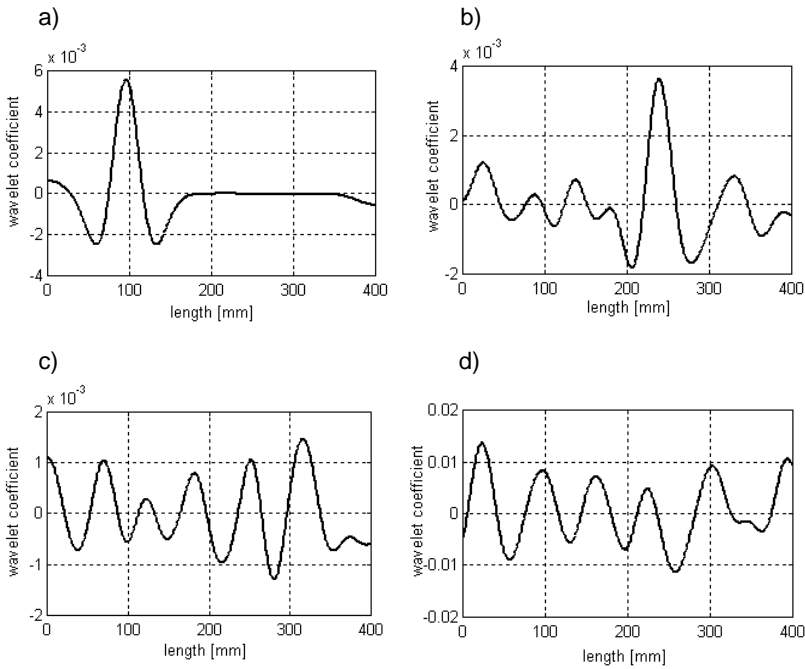 a)
x 10⁻³
6
4
2
0
-2
-4
wavelet coefficient
0 100 200 300 400
length [mm]
b)
x 10⁻³
4
2
0
-2
wavelet coefficient
0 100 200 300 400
length [mm]
c)
x 10⁻³
2
1
0
-1
-2
wavelet coefficient
0 100 200 300 400
length [mm]
d)
0.02
0.01
0
-0.01
-0.02
wavelet coefficient
0 100 200 300 400
length [mm]